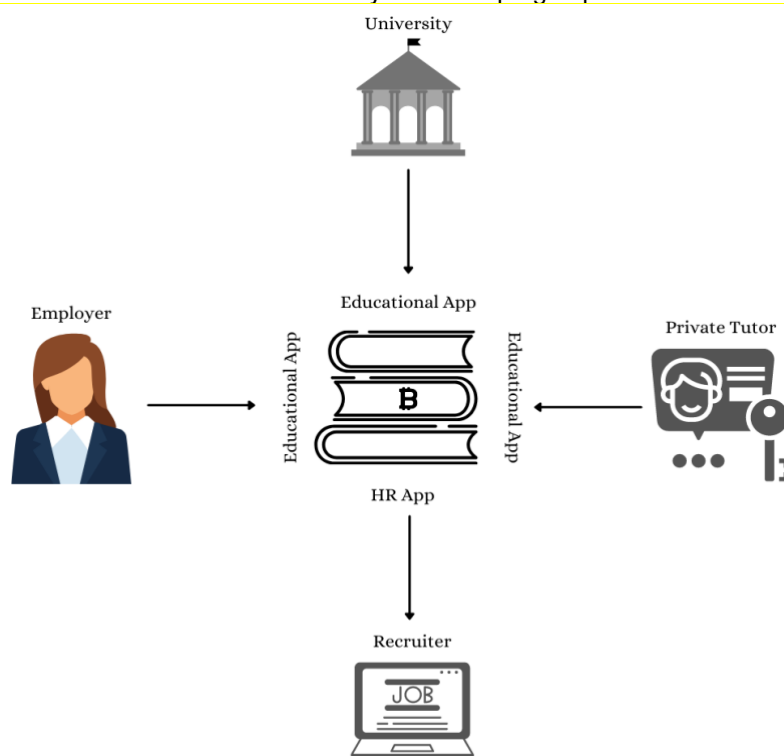 University
Educational App
Employer
Educational App
Educational App
Private Tutor
HR App
Recruiter
JOB